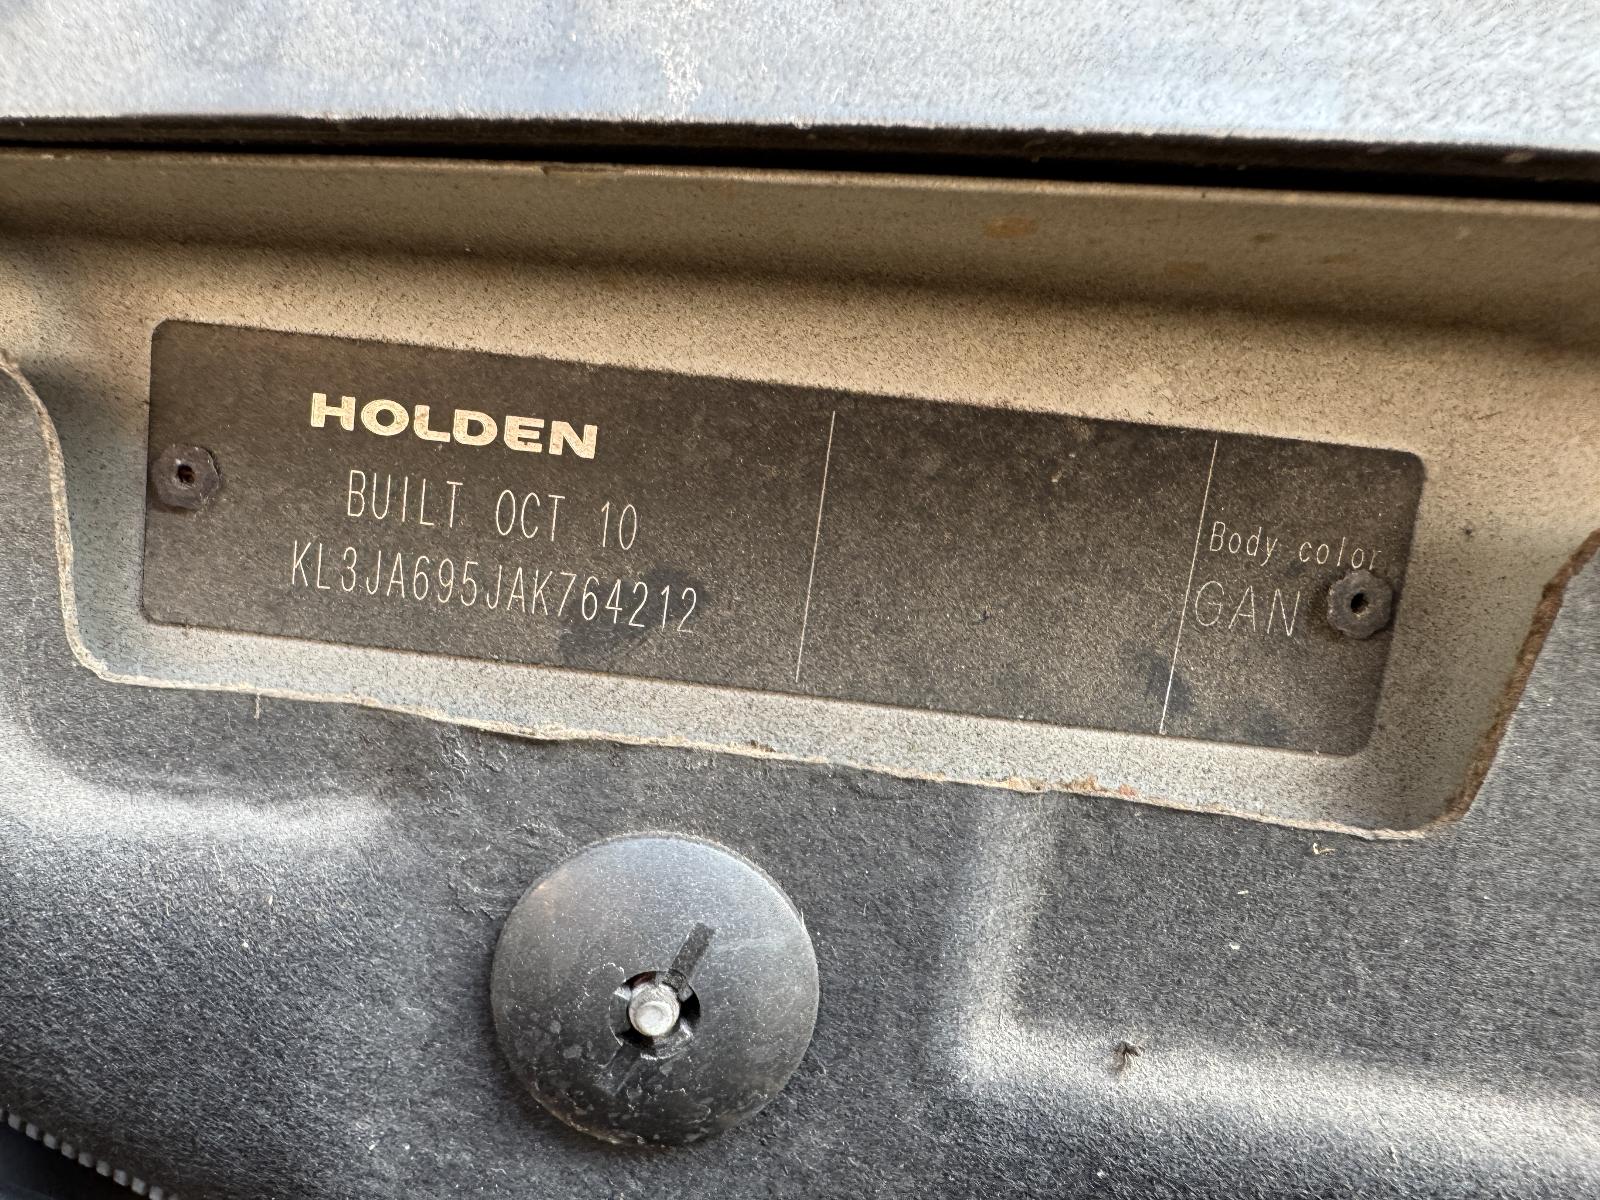 HOLDEN
BUILT OCT 10
KL3JA695JAK764212
Body color
GAN